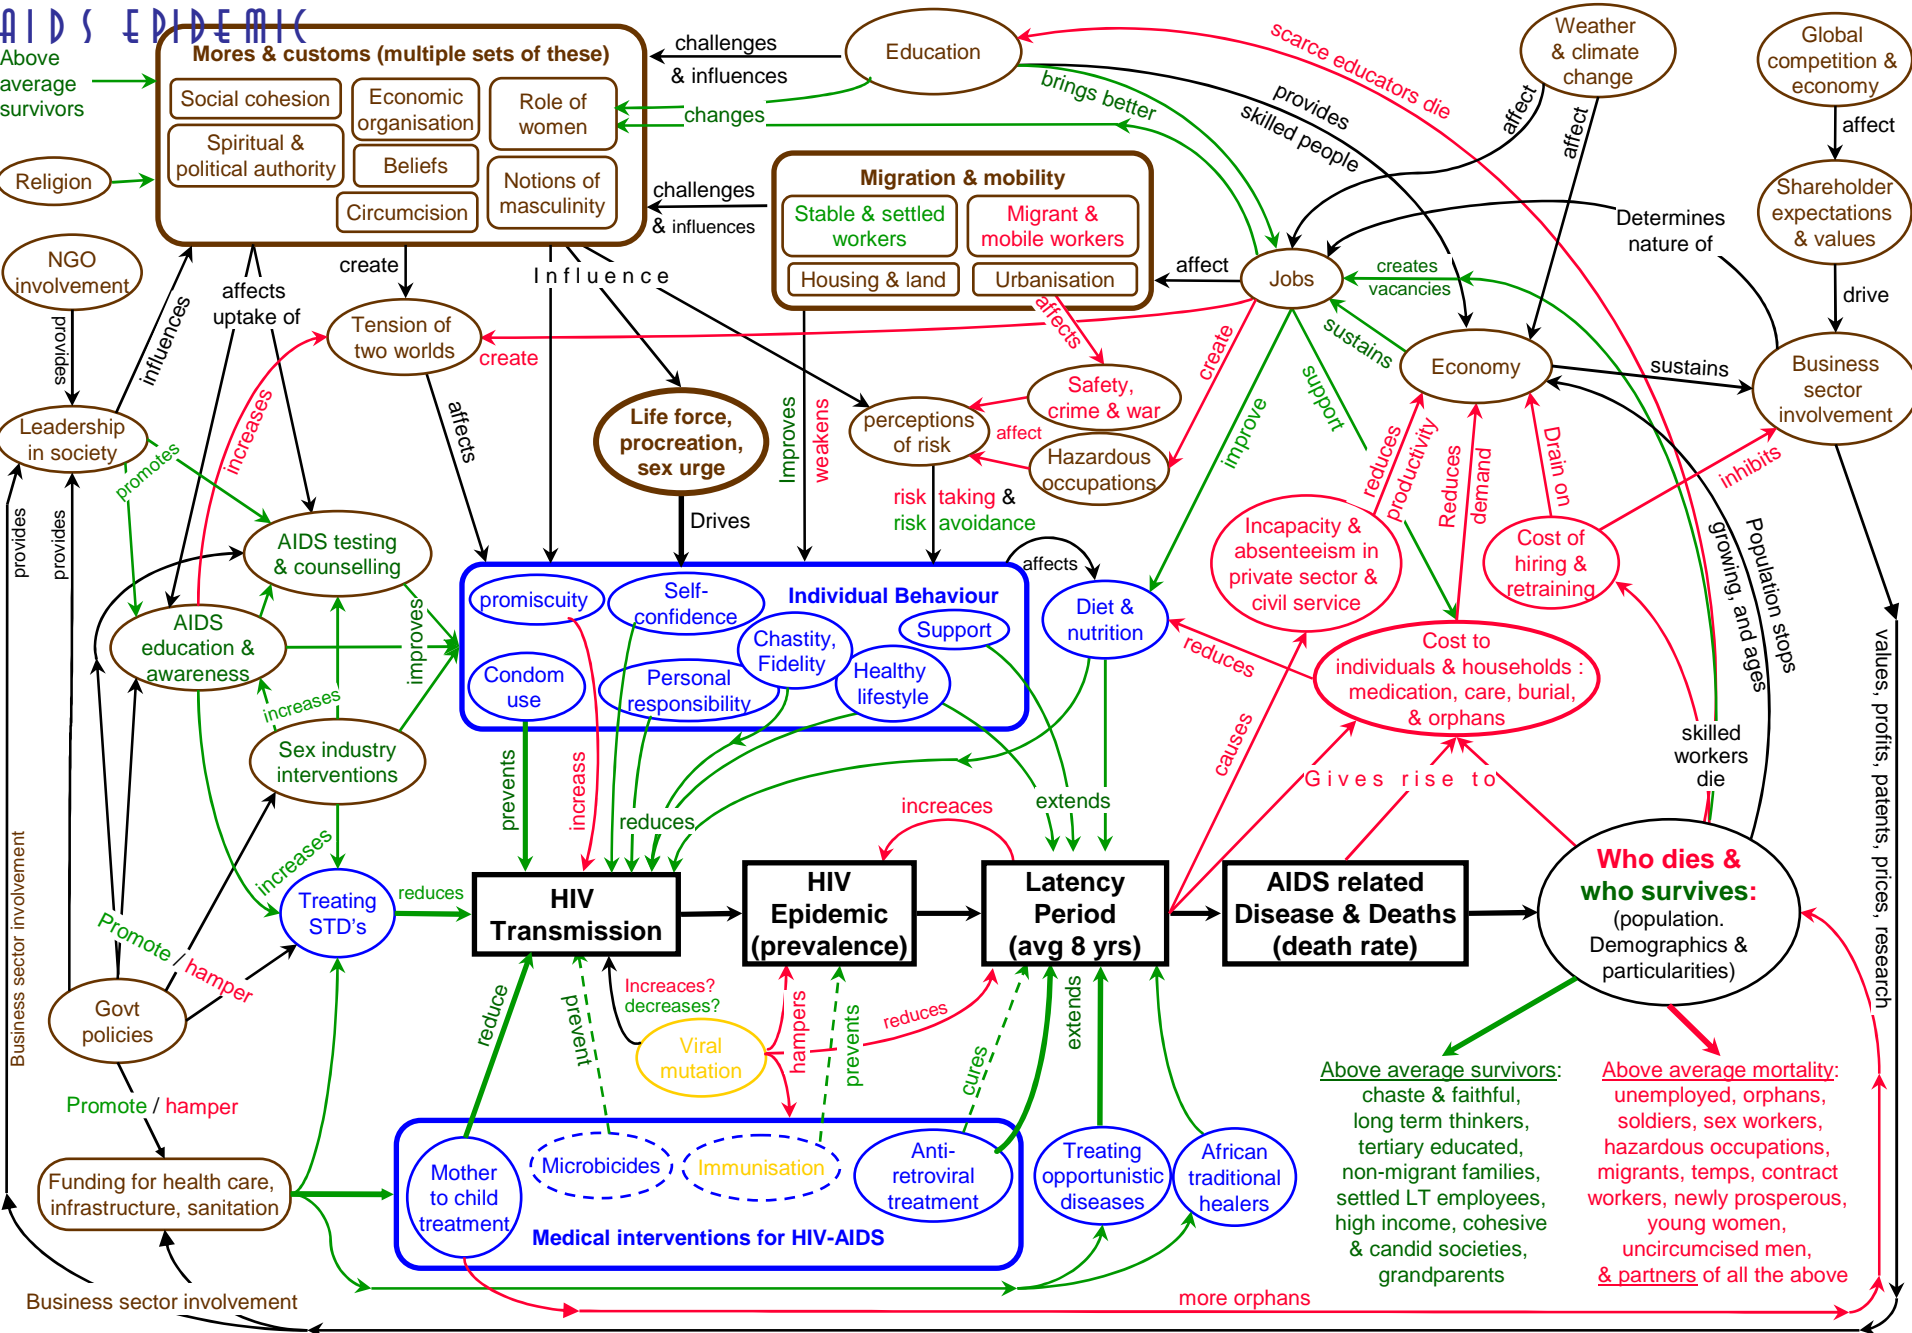 AIDS EPIDEMIC
Above
average
survivors
Mores & customs (multiple sets of these)
Social cohesion
Economic
organisation
Role of
women
Spiritual &
political authority
Beliefs
Notions of
masculinity
Circumcision
Religion
challenges
& influences
Education
changes
brings better
scarce educators die
provides
skilled people
Weather
& climate
change
affect
affect
Global
competition &
economy
affect
Shareholder
expectations
& values
drive
Determines
nature of
challenges
& influences
Migration & mobility
Stable & settled
workers
Migrant &
mobile workers
Housing & land
Urbanisation
affect
Jobs
creates
vacancies
sustains
Economy
sustains
Business
sector
involvement
NGO
involvement
provides
influences
affects
uptake of
create
Influence
Tension of
two worlds
create
affects
create
Leadership
in society
increases
promotes
affects
Life force,
procreation,
sex urge
Drives
Improves
weakens
perceptions
of risk
Safety,
crime & war
affect
Hazardous
occupations
risk taking &
risk avoidance
improve
support
reduces
productivity
Reduces
demand
Drain on
inhibits
provides
provides
AIDS testing
& counselling
AIDS
education &
awareness
improves
increases
Sex industry
interventions
increases
Individual Behaviour
promiscuity
Self-
confidence
Chastity,
Fidelity
Support
Condom
use
Personal
responsibility
Healthy
lifestyle
affects
Diet &
nutrition
reduces
Incapacity &
absenteeism in
private sector &
civil service
Cost of
hiring &
retraining
Cost to
individuals & households :
medication, care, burial,
& orphans
Population stops
growing, and ages
skilled
workers
die
causes
Gives rise to
values, profits, patents, prices, research
prevents
increass
reduces
increaces
extends
Treating
STD's
reduces
HIV
Transmission
HIV
Epidemic
(prevalence)
Latency
Period
(avg 8 yrs)
AIDS related
Disease & Deaths
(death rate)
Who dies &
who survives:
(population.
Demographics &
particularities)
Business sector involvement
Promote / hamper
Govt
policies
Promote / hamper
reduce
prevent
Increaces?
decreases?
Viral
mutation
hampers
prevents
reduces
cures
extends
Funding for health care,
infrastructure, sanitation
Mother
to child
treatment
Microbicides
Immunisation
Anti-
retroviral
treatment
Medical interventions for HIV-AIDS
Treating
opportunistic
diseases
African
traditional
healers
Above average survivors:
chaste & faithful,
long term thinkers,
tertiary educated,
non-migrant families,
settled LT employees,
high income, cohesive
& candid societies,
grandparents
Above average mortality:
unemployed, orphans,
soldiers, sex workers,
hazardous occupations,
migrants, temps, contract
workers, newly prosperous,
young women,
uncircumcised men,
& partners of all the above
more orphans
Business sector involvement